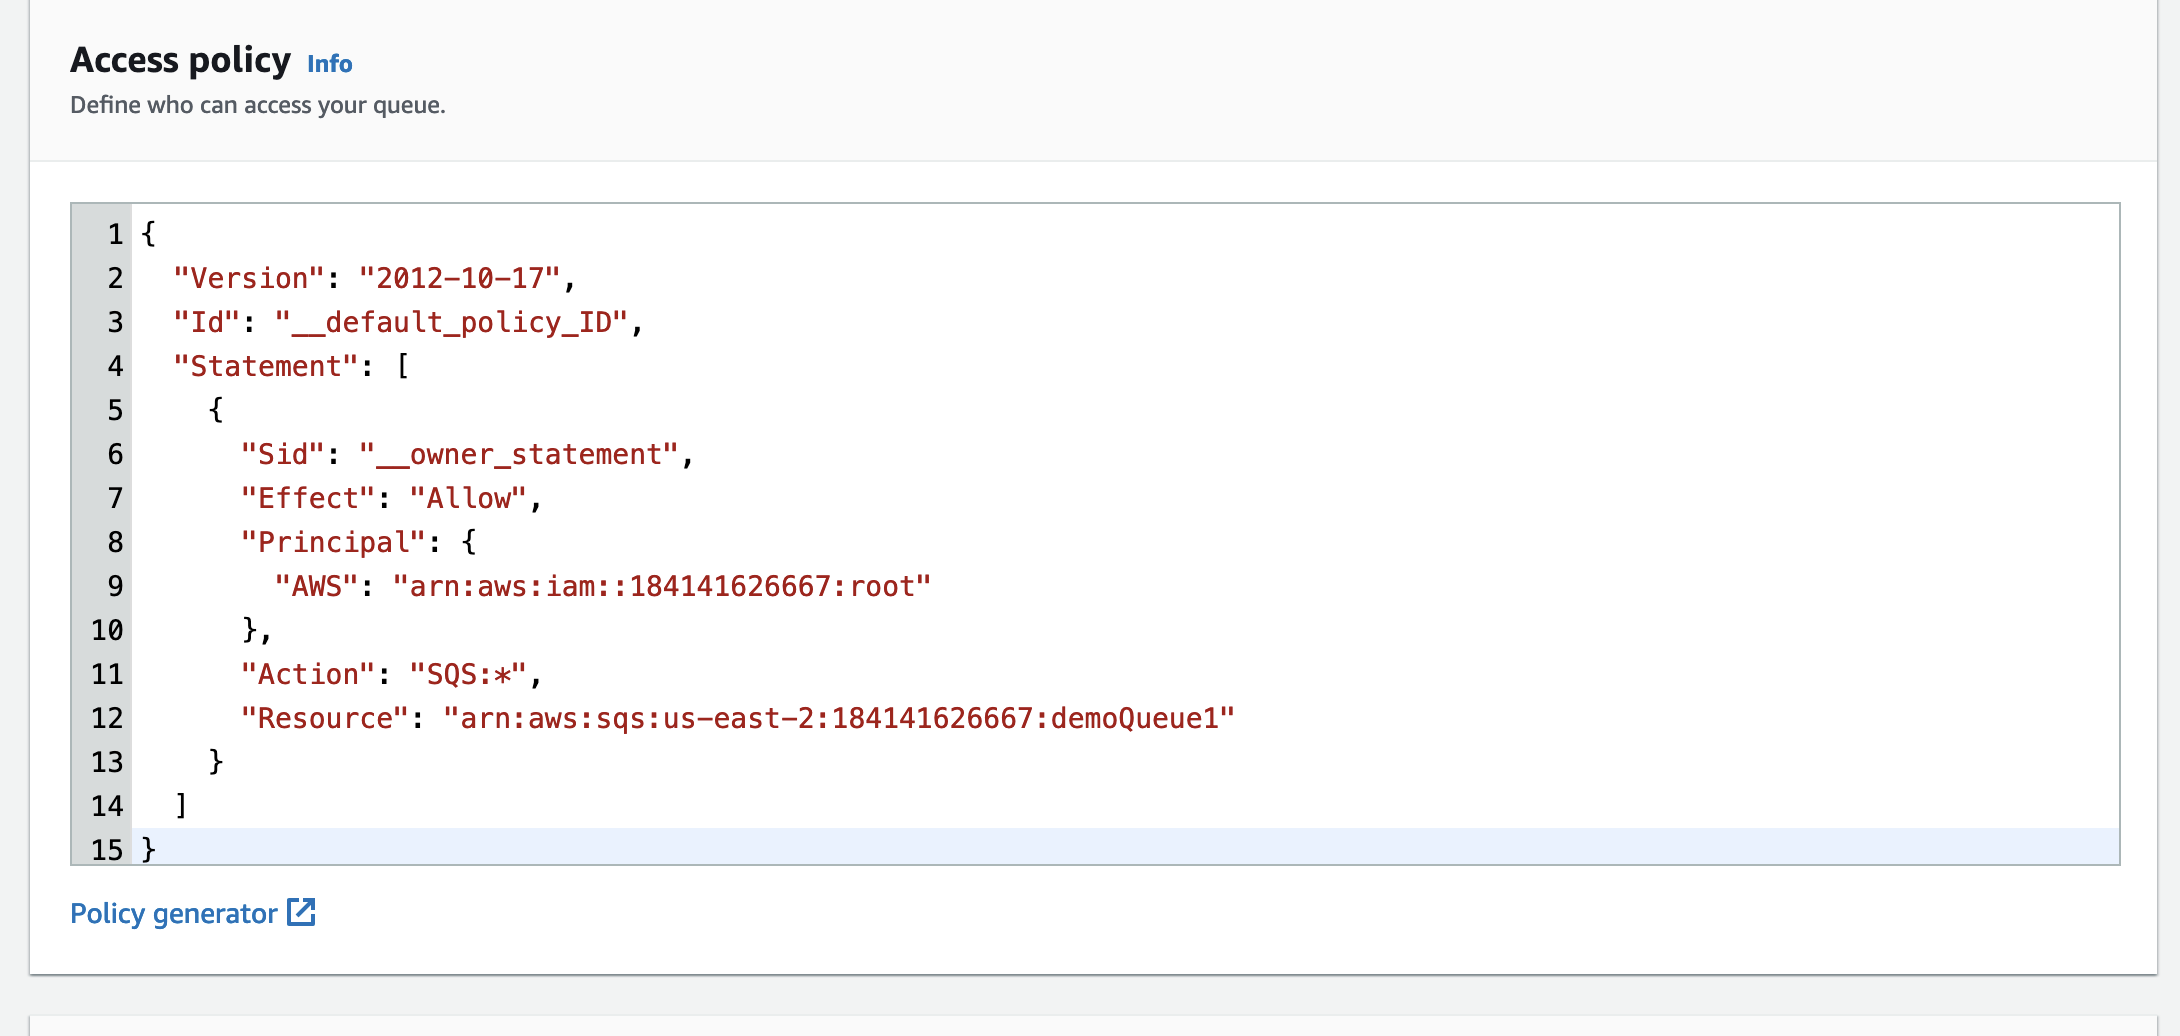 Access policy Info
Define who can access your queue.
1 {
2   "Version": "2012-10-17",
3   "Id": "__default_policy_ID",
4   "Statement": [
5     {
6       "Sid": "__owner_statement",
7       "Effect": "Allow",
8       "Principal": {
9         "AWS": "arn:aws:iam::184141626667:root"
10       },
11       "Action": "SQS:*",
12       "Resource": "arn:aws:sqs:us-east-2:184141626667:demoQueue1"
13     }
14   ]
15 }
Policy generator